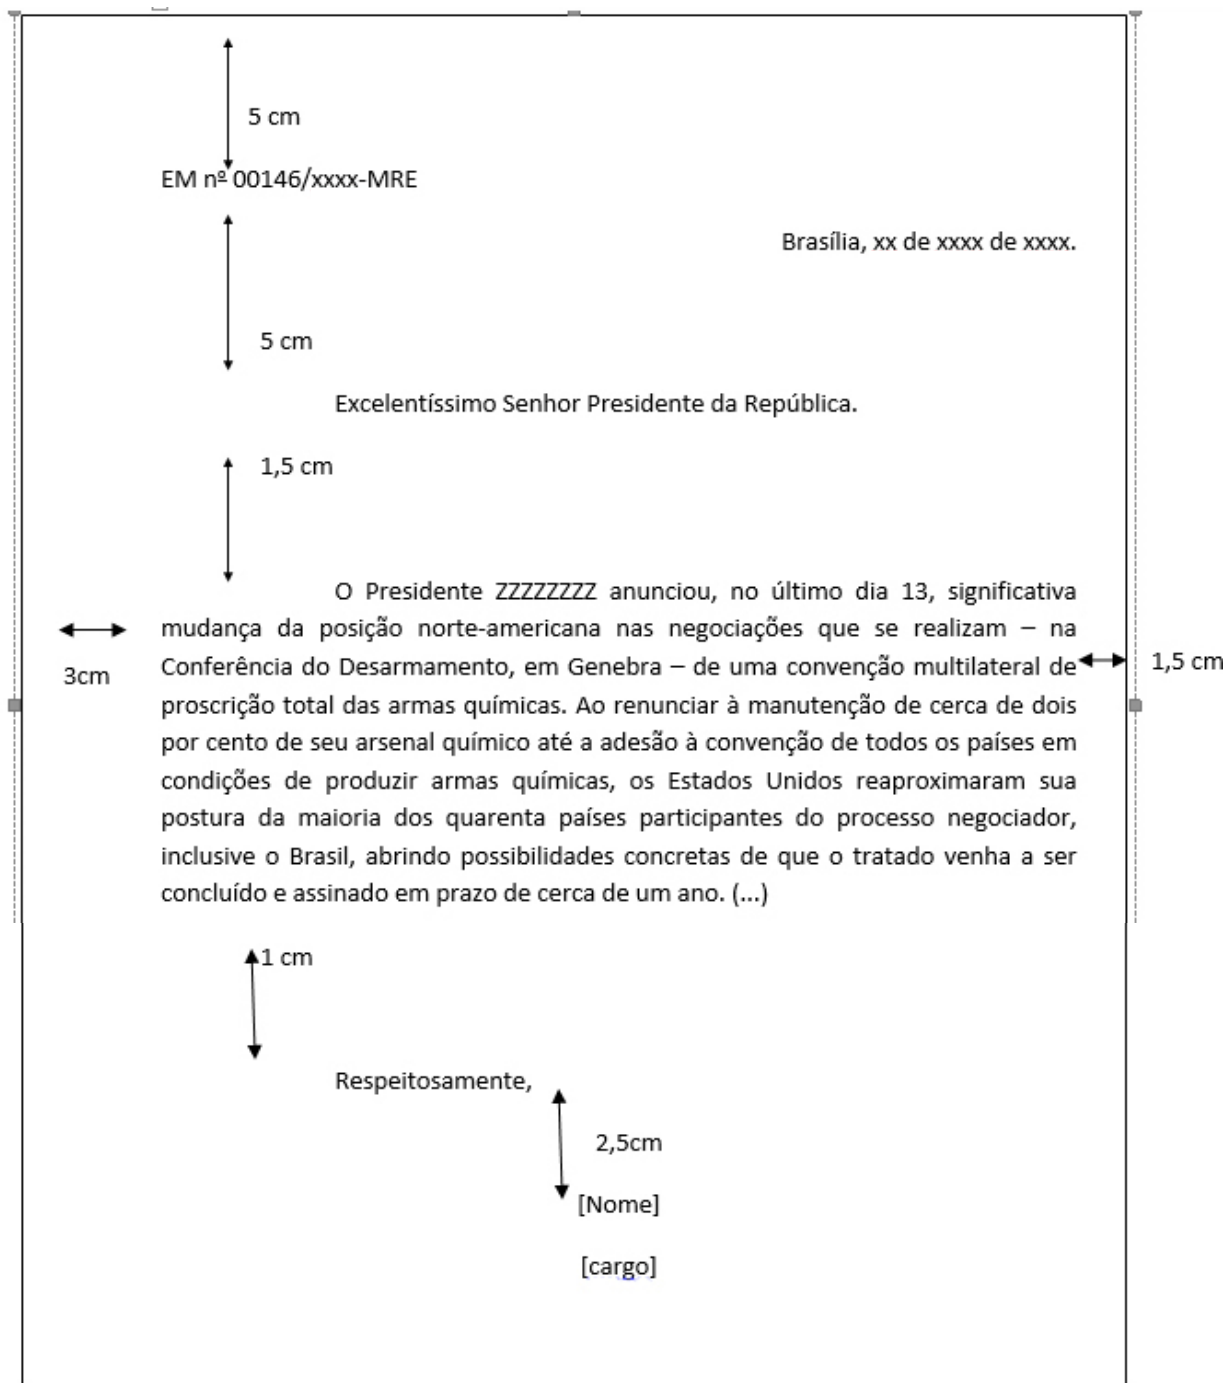 5 cm
EM nº 00146/xxxx-MRE
Brasília, xx de xxxx de xxxx.
5 cm
Excelentíssimo Senhor Presidente da República.
1,5 cm
O Presidente ZZZZZZZZ anunciou, no último dia 13, significativa
mudança da posição norte-americana nas negociações que se realizam – na
Conferência do Desarmamento, em Genebra – de uma convenção multilateral de
proscrição total das armas químicas. Ao renunciar à manutenção de cerca de dois
por cento de seu arsenal químico até a adesão à convenção de todos os países em
condições de produzir armas químicas, os Estados Unidos reaproximaram sua
postura da maioria dos quarenta países participantes do processo negociador,
inclusive o Brasil, abrindo possibilidades concretas de que o tratado venha a ser
concluído e assinado em prazo de cerca de um ano. (...)
3cm
1,5 cm
1 cm
Respeitosamente,
2,5cm
[Nome]
[cargo]